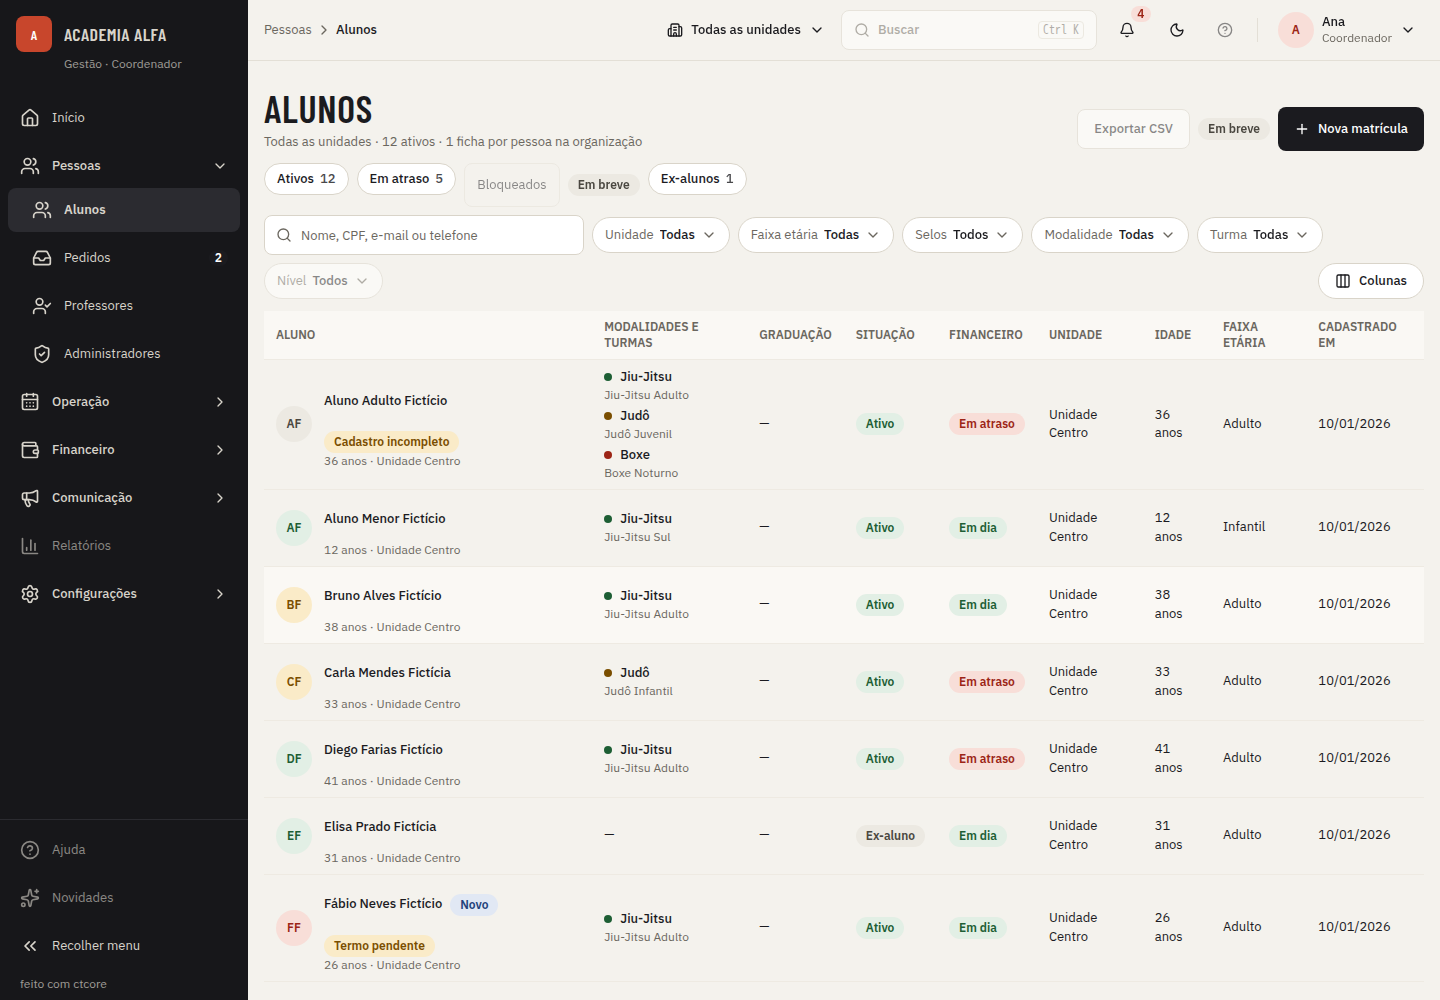 A
ACADEMIA ALFA
Gestão · Coordenador
Início
Pessoas
Alunos
Pedidos 2
Professores
Administradores
Operação
Financeiro
Comunicação
Relatórios
Configurações
Ajuda
Novidades
Recolher menu
feito com ctcore
Pessoas Alunos
Todas as unidades
Buscar Ctrl K
4
A
Ana
Coordenador
ALUNOS
Todas as unidades · 12 ativos · 1 ficha por pessoa na organização
Exportar CSV Em breve Nova matrícula
Ativos 12 Em atraso 5 Bloqueados Em breve Ex-alunos 1
Nome, CPF, e-mail ou telefone Unidade Todas Faixa etária Todas Selos Todos Modalidade Todas Turma Todas
Nível Todos Colunas
ALUNO MODALIDADES E TURMAS GRADUAÇÃO SITUAÇÃO FINANCEIRO UNIDADE IDADE FAIXA ETÁRIA CADASTRADO EM
AF
Aluno Adulto Fictício
Cadastro incompleto
36 anos · Unidade Centro
Jiu-Jitsu
Jiu-Jitsu Adulto
Judô
Judô Juvenil
Boxe
Boxe Noturno
— Ativo Em atraso Unidade Centro 36 anos Adulto 10/01/2026
AF
Aluno Menor Fictício
12 anos · Unidade Centro
Jiu-Jitsu
Jiu-Jitsu Sul
— Ativo Em dia Unidade Centro 12 anos Infantil 10/01/2026
BF
Bruno Alves Fictício
38 anos · Unidade Centro
Jiu-Jitsu
Jiu-Jitsu Adulto
— Ativo Em dia Unidade Centro 38 anos Adulto 10/01/2026
CF
Carla Mendes Fictícia
33 anos · Unidade Centro
Judô
Judô Infantil
— Ativo Em atraso Unidade Centro 33 anos Adulto 10/01/2026
DF
Diego Farias Fictício
41 anos · Unidade Centro
Jiu-Jitsu
Jiu-Jitsu Adulto
— Ativo Em atraso Unidade Centro 41 anos Adulto 10/01/2026
EF
Elisa Prado Fictícia
31 anos · Unidade Centro
— — Ex-aluno Em dia Unidade Centro 31 anos Adulto 10/01/2026
FF
Fábio Neves Fictício Novo
Termo pendente
26 anos · Unidade Centro
Jiu-Jitsu
Jiu-Jitsu Adulto
— Ativo Em dia Unidade Centro 26 anos Adulto 10/01/2026